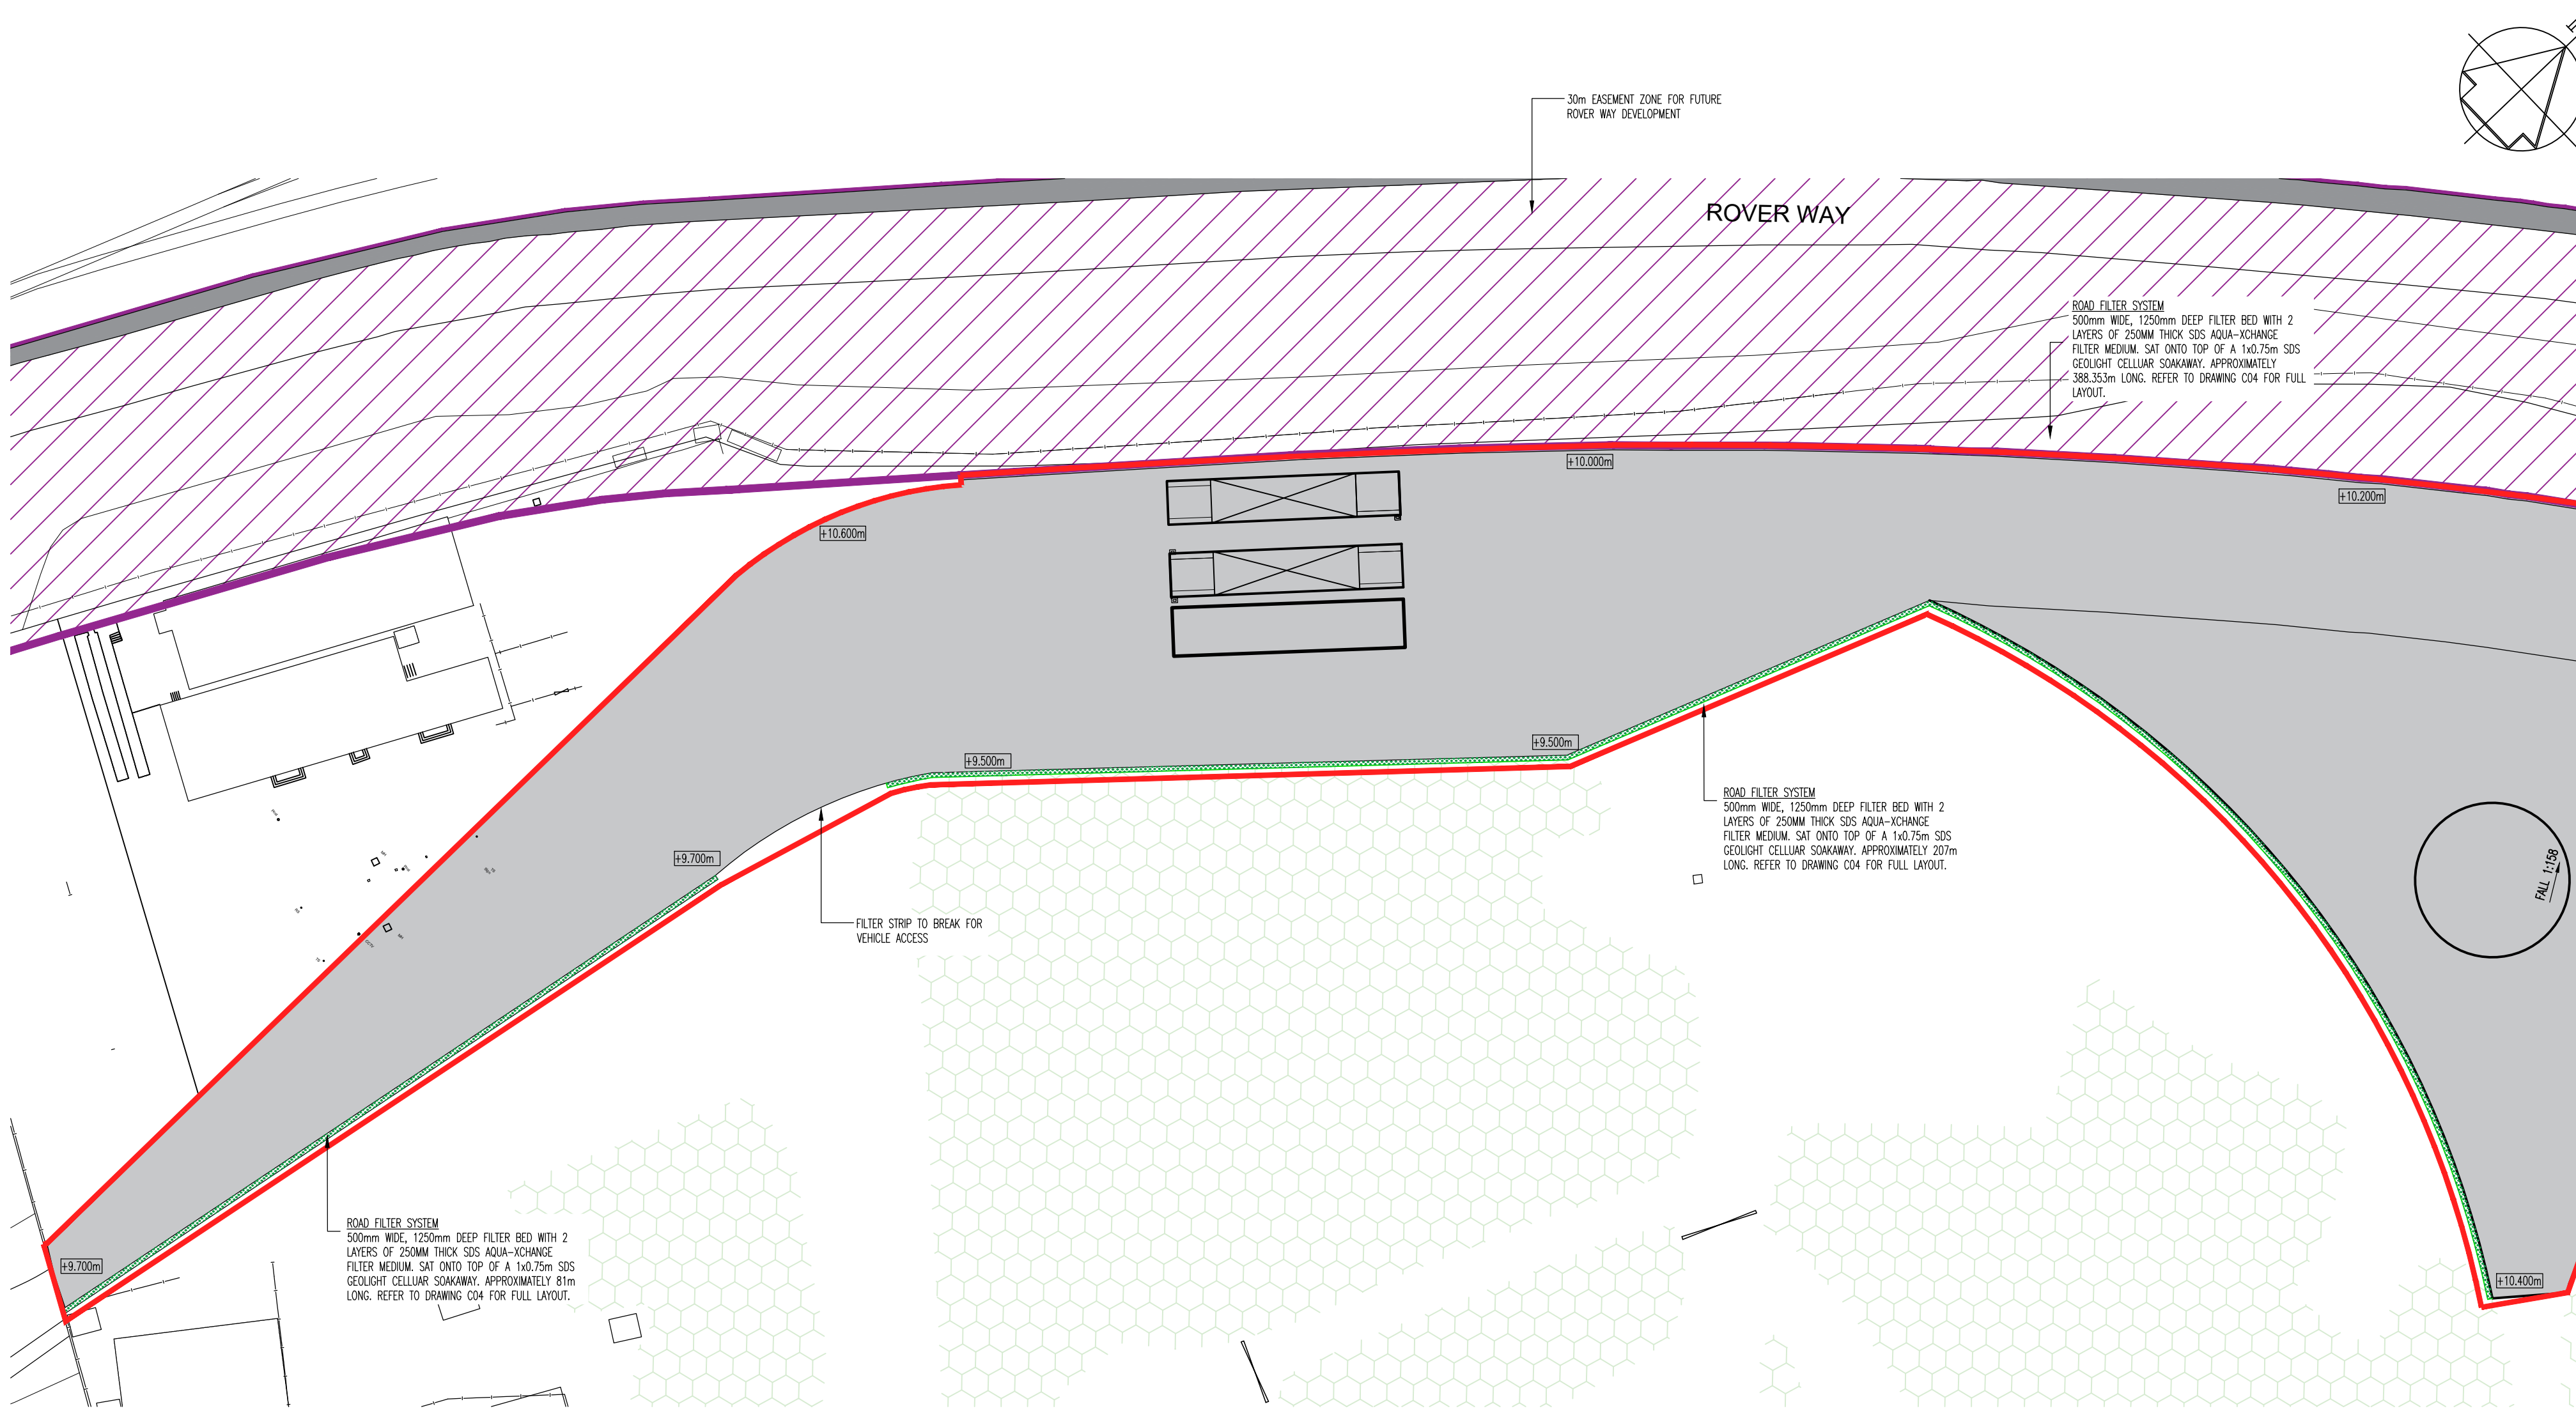 30m EASEMENT ZONE FOR FUTURE
ROVER WAY DEVELOPMENT
ROVER WAY
ROAD FILTER SYSTEM
500mm WIDE, 1250mm DEEP FILTER BED WITH 2
LAYERS OF 250MM THICK SDS AQUA-XCHANGE
FILTER MEDIUM. SAT ONTO TOP OF A 1x0.75m SDS
GEOLIGHT CELLUAR SOAKAWAY. APPROXIMATELY
388.353m LONG. REFER TO DRAWING C04 FOR FULL
LAYOUT.
+10.000m
+10.200m
+10.600m
+9.500m
+9.500m
ROAD FILTER SYSTEM
500mm WIDE, 1250mm DEEP FILTER BED WITH 2
LAYERS OF 250MM THICK SDS AQUA-XCHANGE
FILTER MEDIUM. SAT ONTO TOP OF A 1x0.75m SDS
GEOLIGHT CELLUAR SOAKAWAY. APPROXIMATELY 207m
LONG. REFER TO DRAWING C04 FOR FULL LAYOUT.
+9.700m
FALL 1:158
FILTER STRIP TO BREAK FOR
VEHICLE ACCESS
ROAD FILTER SYSTEM
500mm WIDE, 1250mm DEEP FILTER BED WITH 2
LAYERS OF 250MM THICK SDS AQUA-XCHANGE
FILTER MEDIUM. SAT ONTO TOP OF A 1x0.75m SDS
GEOLIGHT CELLUAR SOAKAWAY. APPROXIMATELY 81m
LONG. REFER TO DRAWING C04 FOR FULL LAYOUT.
+9.700m
+10.400m